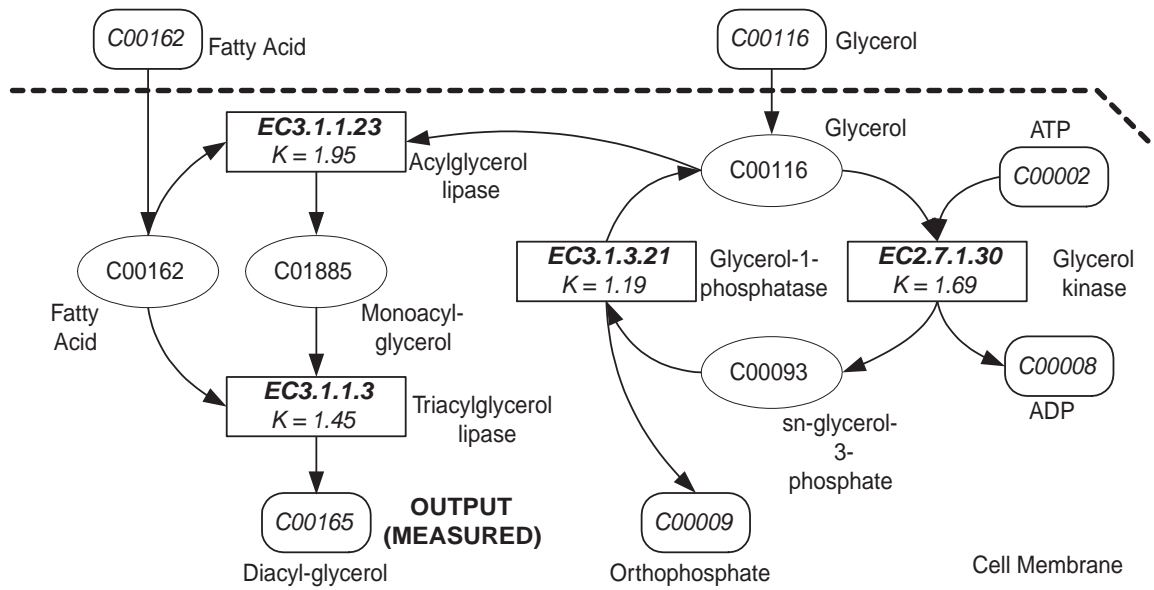 C00162
Fatty Acid
C00116
Glycerol
EC3.1.1.23
K = 1.95
Acylglycerol
lipase
Glycerol
C00116
ATP
C00002
C00162
Fatty
Acid
C01885
Monoacyl-
glycerol
EC3.1.3.21
K = 1.19
Glycerol-1-
phosphatase
EC2.7.1.30
K = 1.69
Glycerol
kinase
EC3.1.1.3
K = 1.45
Triacylglycerol
lipase
C00093
sn-glycerol-
3-
phosphate
C00008
ADP
C00165
Diacyl-glycerol
OUTPUT
(MEASURED)
C00009
Orthophosphate
Cell Membrane